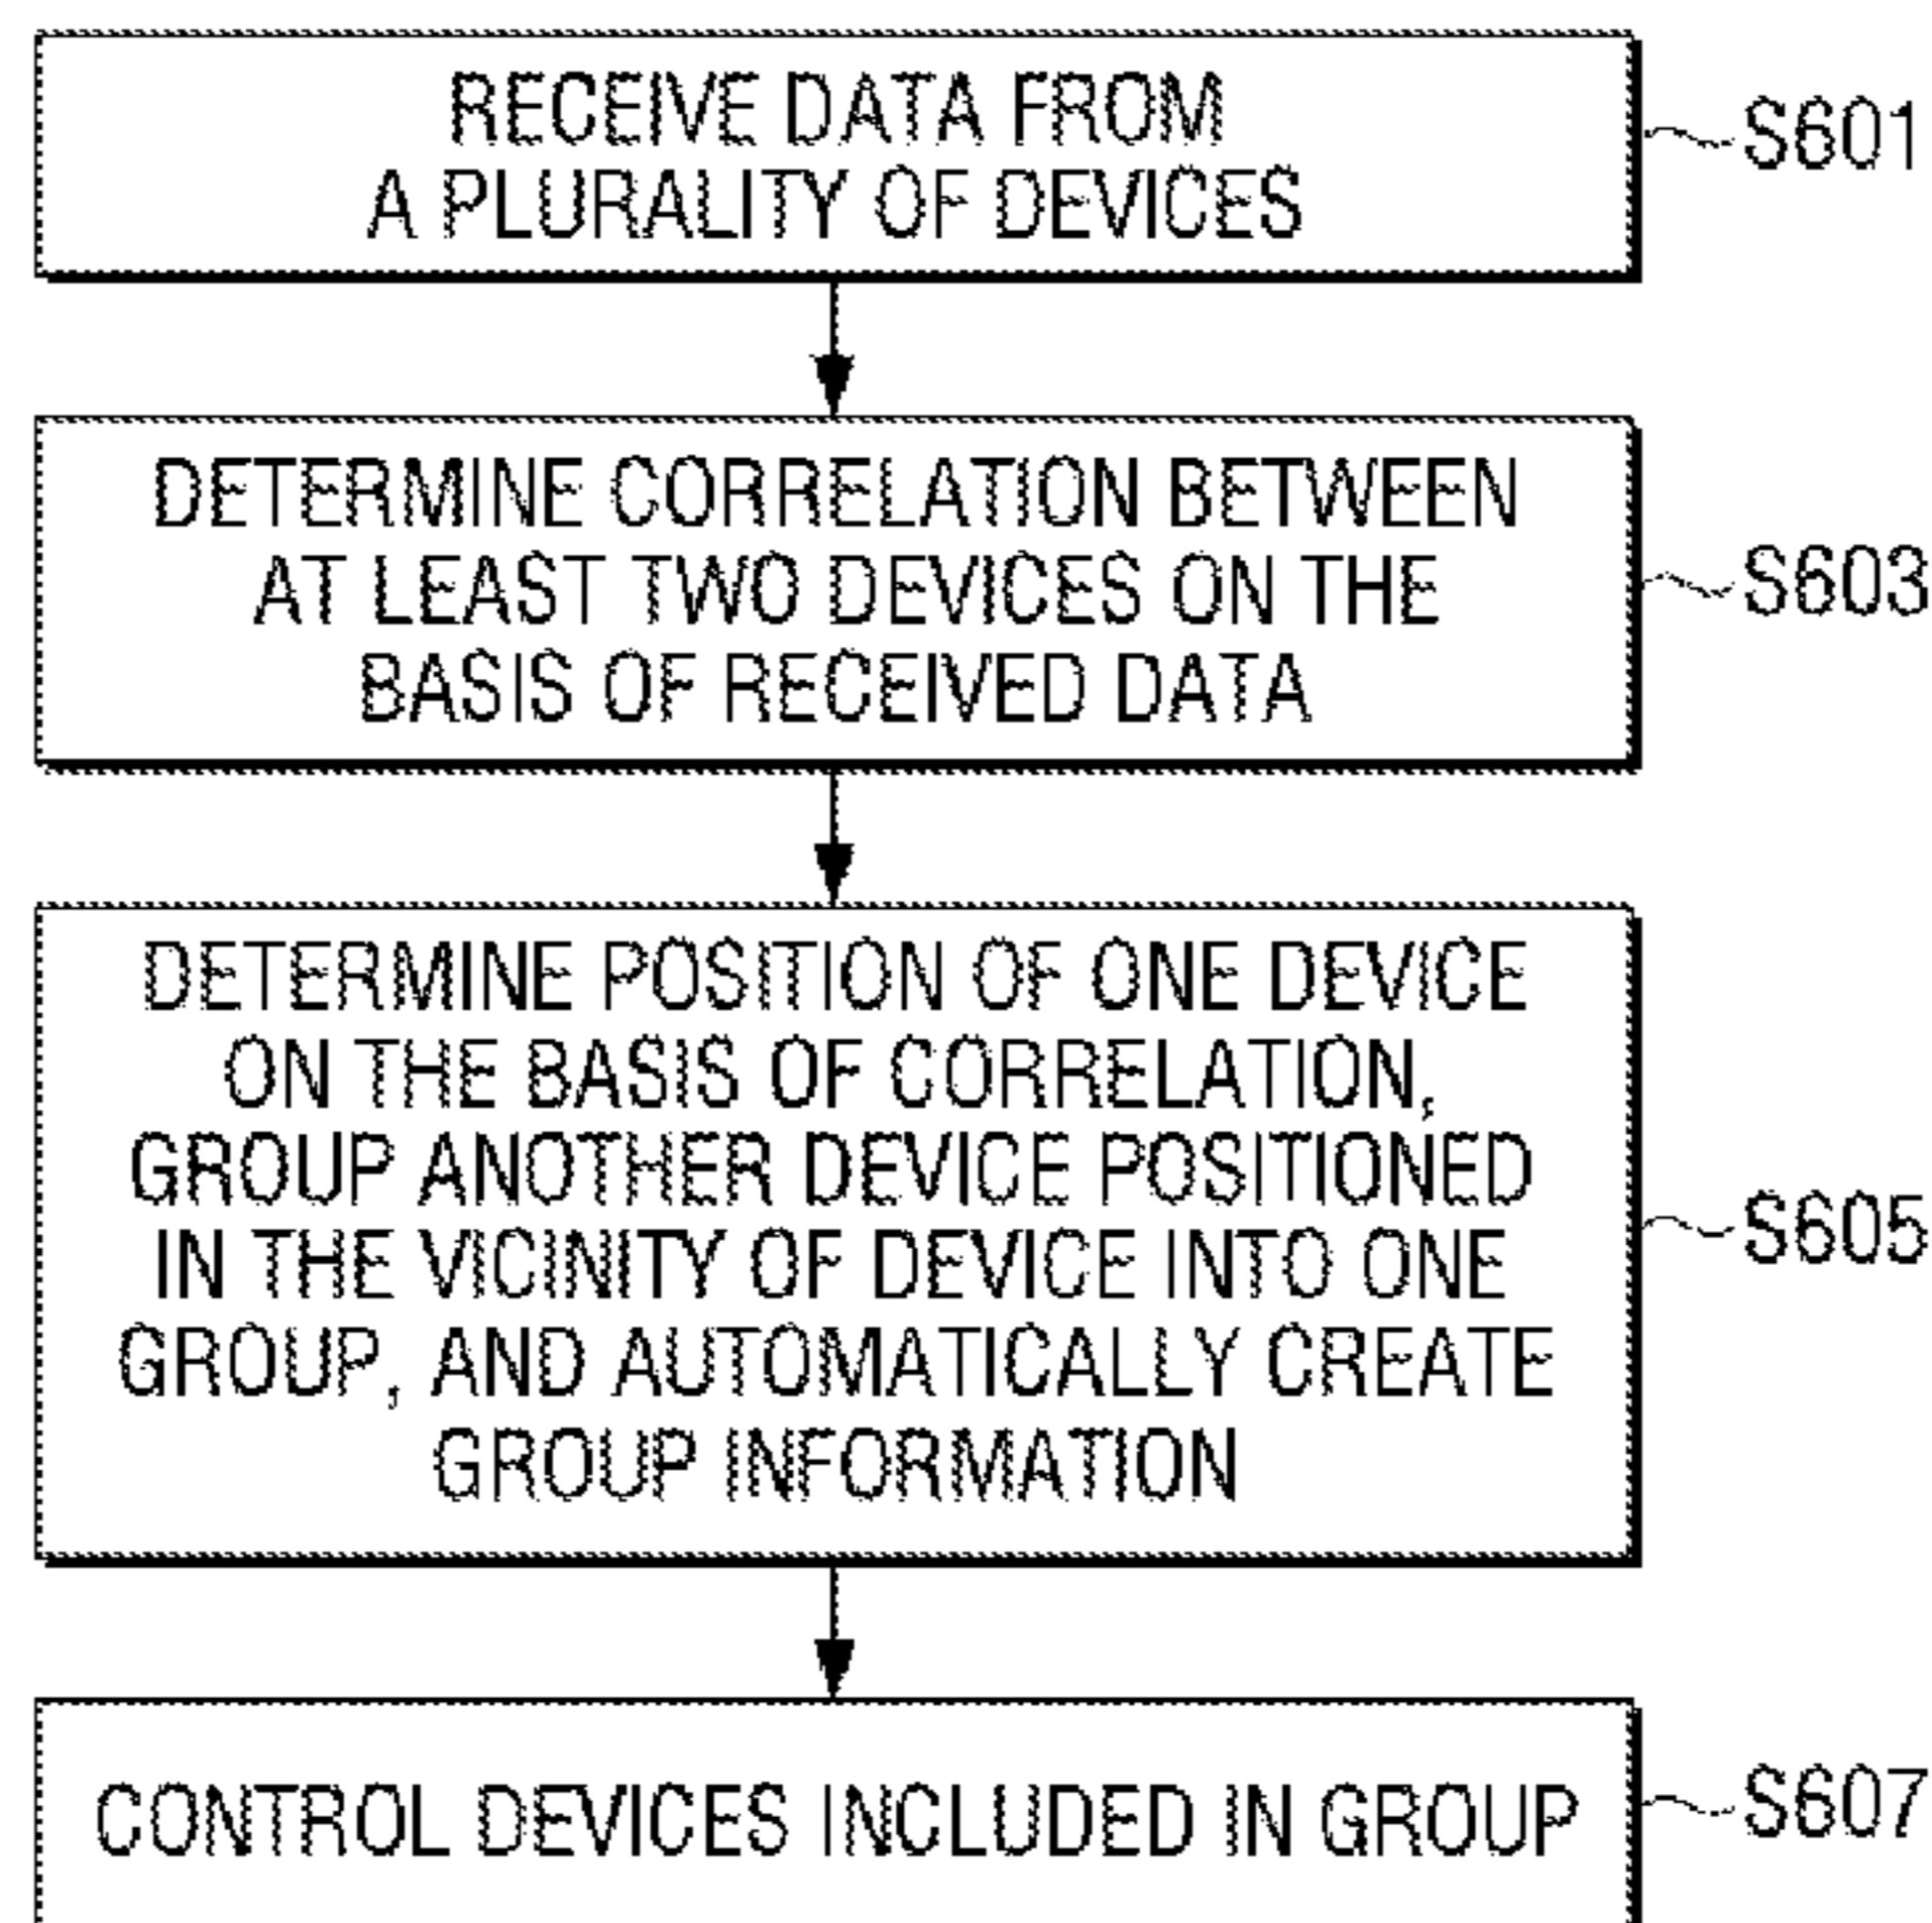 RECEIVE DATA FROM
A PLURALITY OF DEVICES
S601
DETERMINE CORRELATION BETWEEN
AT LEAST TWO DEVICES ON THE
BASIS OF RECEIVED DATA
S603
DETERMINE POSITION OF ONE DEVICE
ON THE BASIS OF CORRELATION,
GROUP ANOTHER DEVICE POSITIONED
IN THE VICINITY OF DEVICE INTO ONE
GROUP, AND AUTOMATICALLY CREATE
GROUP INFORMATION
S605
CONTROL DEVICES INCLUDED IN GROUP
S607